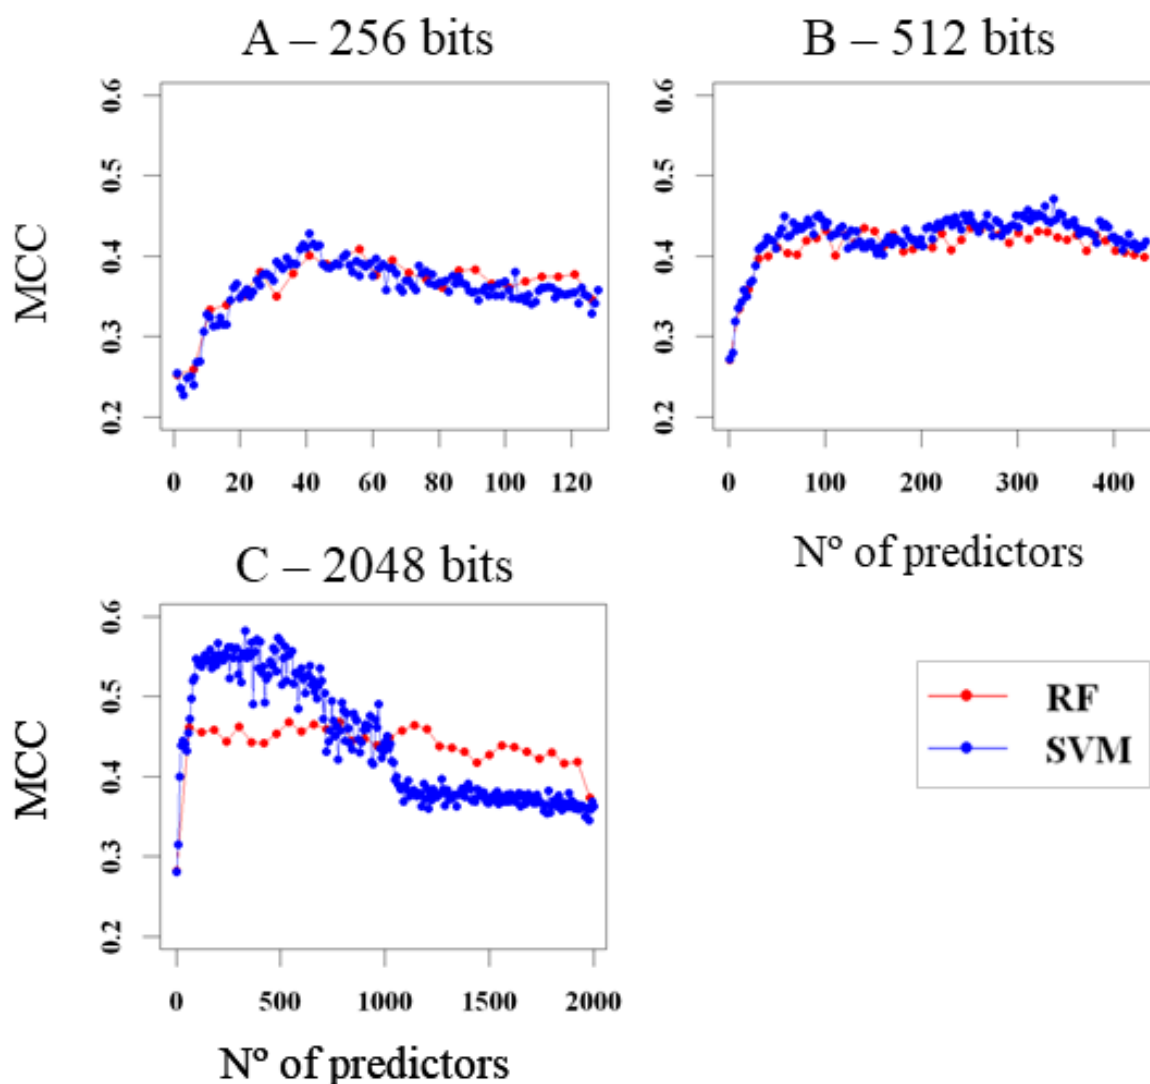 A – 256 bits
MCC
0.2 0.3 0.4 0.5 0.6
0 20 40 60 80 100 120
B – 512 bits
0.2 0.3 0.4 0.5 0.6
0 100 200 300 400
Nº of predictors
C – 2048 bits
MCC
0.2 0.3 0.4 0.5 0.6
0 500 1000 1500 2000
Nº of predictors
RF
SVM